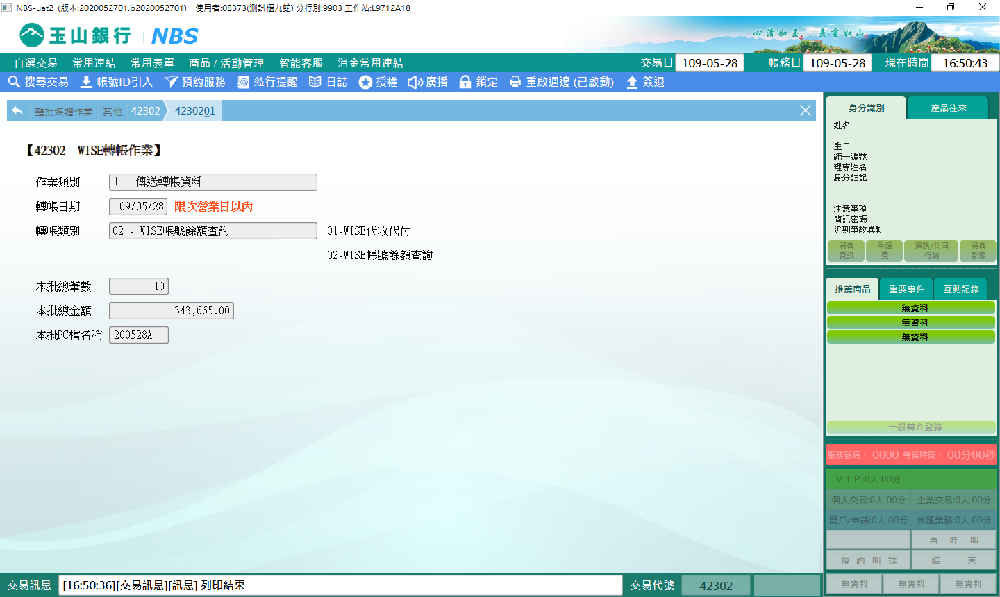 NBS-uat2 (版本:2020052701.b2020052701) 使用者:08373(測試櫃九蛇) 分行別:9903 工作站:L9712A18
玉山銀行 NBS
心清如玉 義重如山
自選交易 常用連結 常用表單 商品 / 活動管理 智能客服 消金常用連結 交易日 109-05-28 帳務日 109-05-28 現在時間 16:50:43
搜尋交易 帳號ID引入 預約服務 蒞行提醒 日誌 授權 廣播 鎖定 重啟週邊 (已啟動) 簽退
整批媒體作業 其他 42302 4230201
【42302 WISE轉帳作業】
作業類別 1 - 傳送轉帳資料
轉帳日期 109/05/28 限次營業日以內
轉帳類別 02 - WISE帳號餘額查詢 01-WISE代收代付
02-WISE帳號餘額查詢
本批總筆數 10
本批總金額 343,665.00
本批PC檔名稱 200528A
身分識別 產品往來
姓名
生日
統一編號
理專姓名
身分註記
注意事項
簡訊密碼
近期事故異動
顧客資訊 手續費 通路/共同行銷 顧客影像
推薦商品 重要事件 互動記錄
無資料
無資料
無資料
一般轉介登錄
服務號碼： 0000 等候時間： 00分00秒
ＶＩＰ:0人 00分
個人交易:0人 00分 企業交易:0人 00分
開戶/申請:0人 00分 外匯業務:0人 00分
再 呼 叫
預 約 叫 號 結 束
無資料 無資料 無資料
交易訊息 [16:50:36][交易訊息][訊息] 列印結束 交易代號 42302